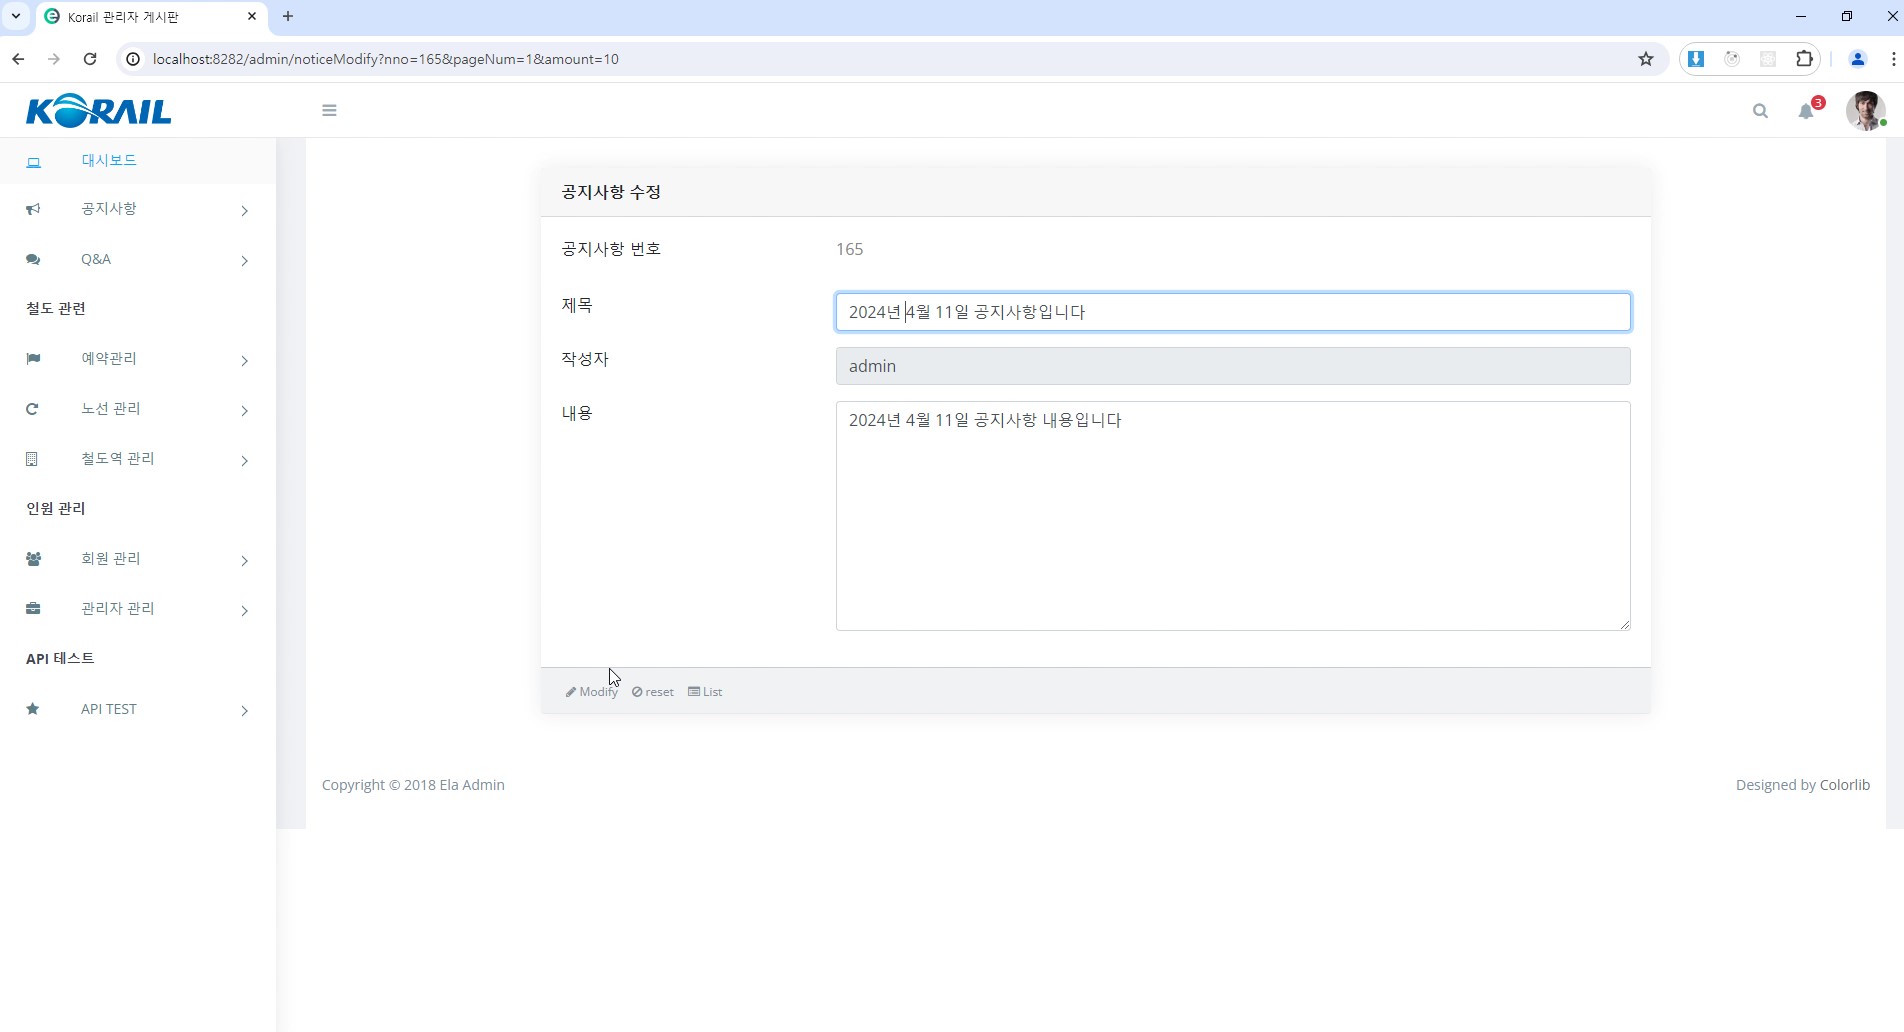 Korail 관리자 게시판
localhost:8282/admin/noticeModify?nno=165&pageNum=1&amount=10
KORAIL
3
대시보드
공지사항
Q&A
철도 관련
예약관리
노선 관리
철도역 관리
인원 관리
회원 관리
관리자 관리
API 테스트
API TEST
공지사항 수정
공지사항 번호 165
제목 2024년 4월 11일 공지사항입니다
작성자 admin
내용 2024년 4월 11일 공지사항 내용입니다
Modify reset List
Copyright © 2018 Ela Admin Designed by Colorlib